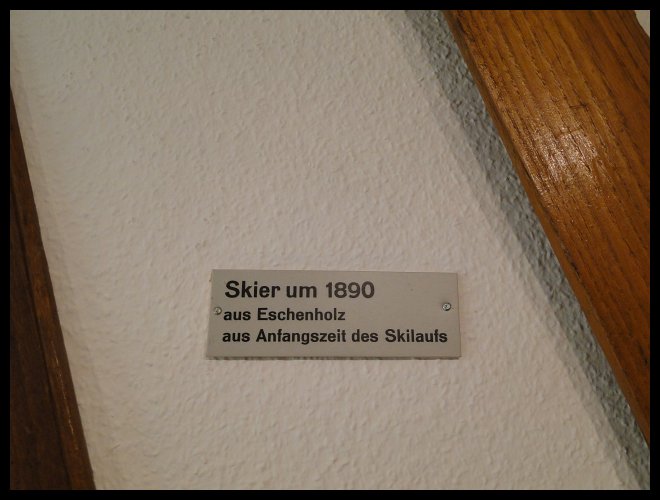 Skier um 1890
aus Eschenholz
aus Anfangszeit des Skilaufs